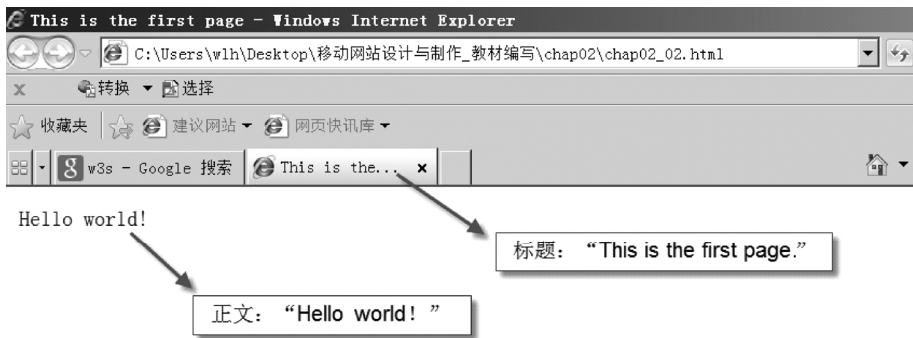 This is the first page - Windows Internet Explorer
C:\Users\wlh\Desktop\移动网站设计与制作_教材编写\chap02\chap02_02.html
x 转换 选择
收藏夹 建议网站 网页快讯库
8 w3s - Google 搜索 This is the... x
Hello world!
标题：“This is the first page.”
正文：“Hello world！”